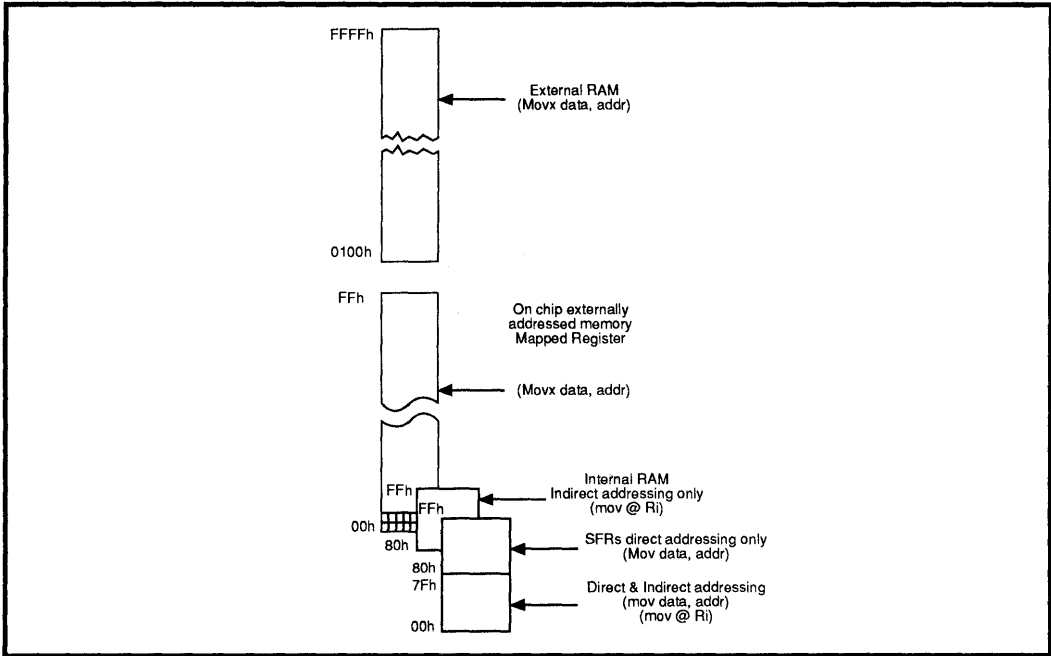 FFFFh
External RAM
(Movx data, addr)
0100h
FFh
On chip externally
addressed memory
Mapped Register
(Movx data, addr)
Internal RAM
Indirect addressing only
(mov @ Ri)
FFh
FFh
00h
80h
SFRs direct addressing only
(Mov data, addr)
80h
7Fh
Direct & Indirect addressing
(mov data, addr)
(mov @ Ri)
00h